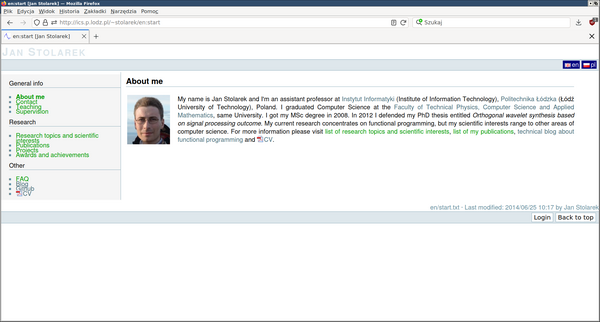 en:start [Jan Stolarek] — Mozilla Firefox
Plik Edycja Widok Historia Zakładki Narzędzia Pomoc
http://ics.p.lodz.pl/~stolarek/en:start
Szukaj
en:start [Jan Stolarek]
JAN STOLAREK
en pl
General info
About me
Contact
Teaching
Supervision
Research
Research topics and scientific
interests
Publications
Projects
Awards and achievements
Other
FAQ
Blog
GitHub
CV
About me
My name is Jan Stolarek and I'm an assistant professor at Instytut Informatyki (Institute of Information Technology), Politechnika Łódzka (Łódź
University of Technology), Poland. I graduated Computer Science at the Faculty of Technical Physics, Computer Science and Applied
Mathematics, same University. I got my MSc degree in 2008. In 2012 I defended my PhD thesis entitled Orthogonal wavelet synthesis based
on signal processing outcome. My current research concentrates on functional programming, but my scientific interests range to other areas of
computer science. For more information please visit list of research topics and scientific interests, list of my publications, technical blog about
functional programming and CV.
en/start.txt · Last modified: 2014/06/25 10:17 by Jan Stolarek
Login Back to top